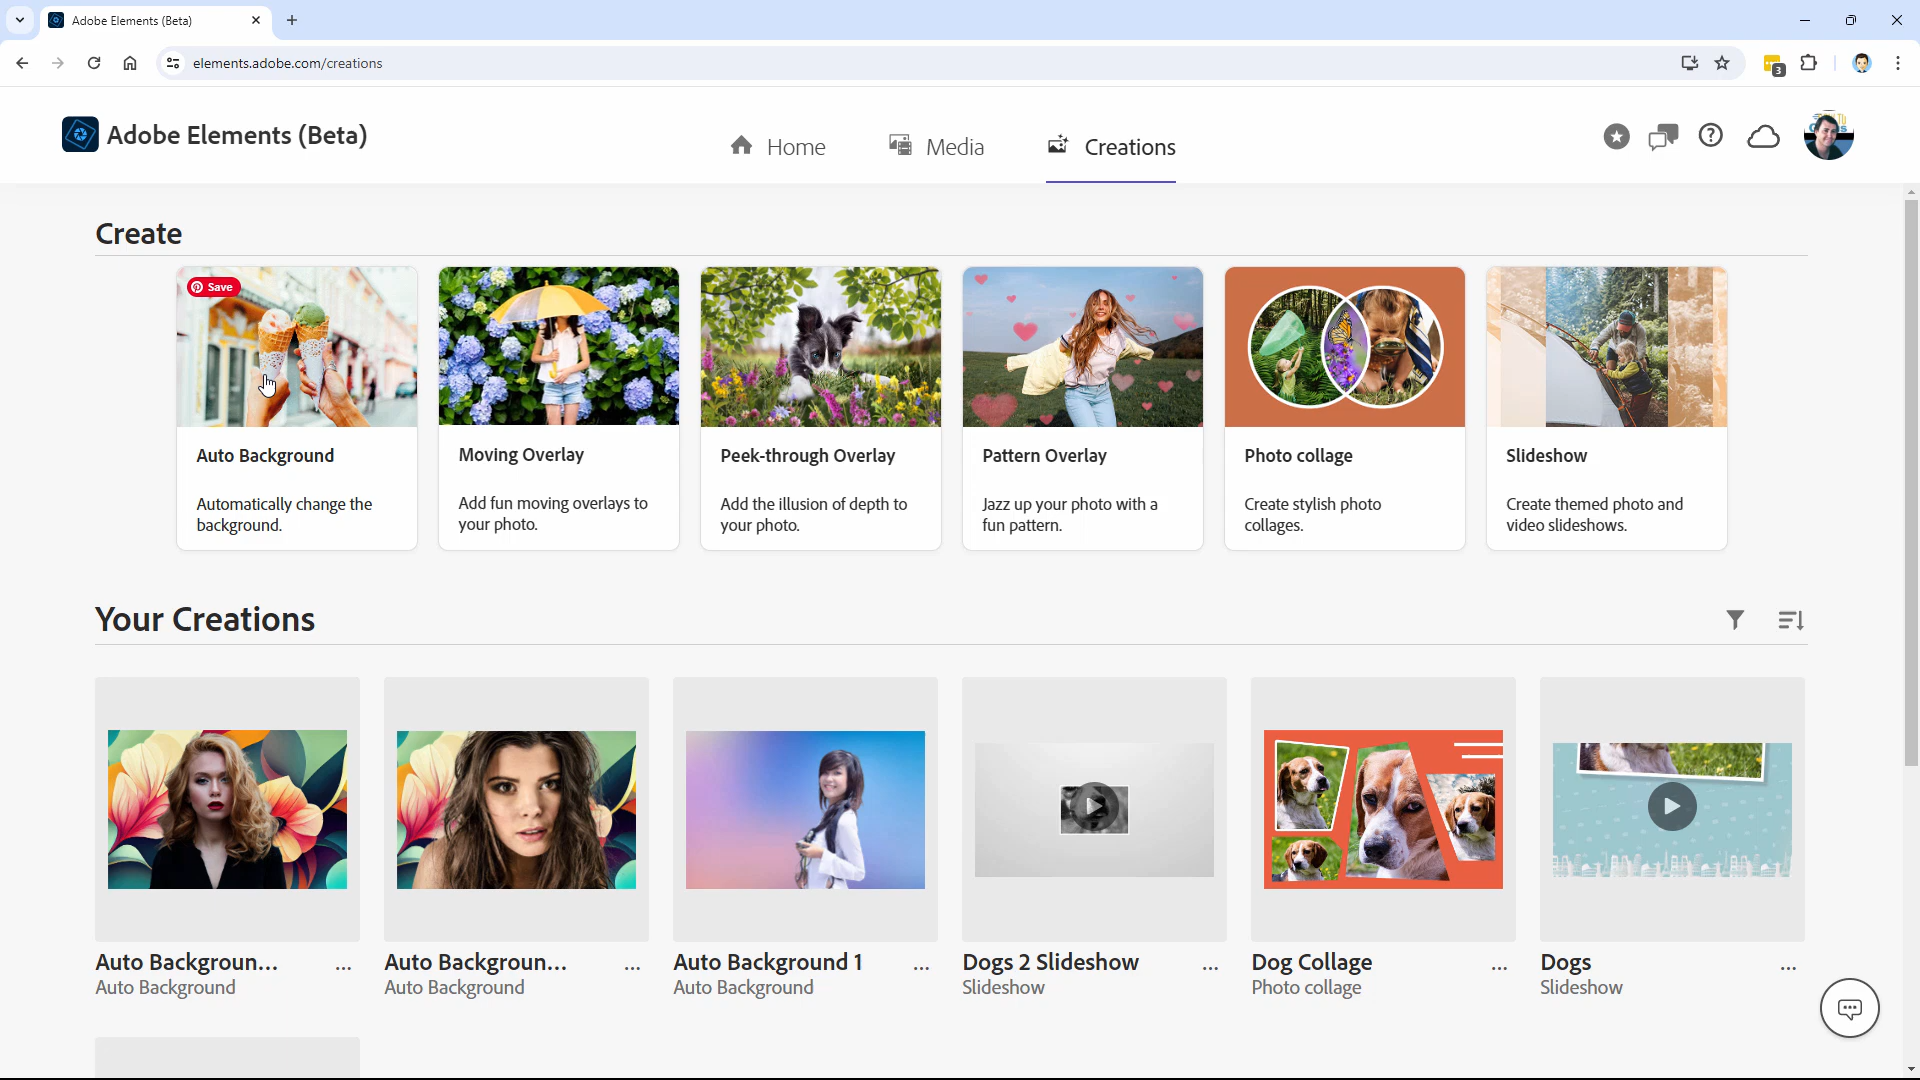 Adobe Elements (Beta)
elements.adobe.com/creations
3
Adobe Elements (Beta)
Home
Media
Creations
Create
Save
Auto Background
Automatically change the
background.
Moving Overlay
Add fun moving overlays to
your photo.
Peek-through Overlay
Add the illusion of depth to
your photo.
Pattern Overlay
Jazz up your photo with a
fun pattern.
Photo collage
Create stylish photo
collages.
Slideshow
Create themed photo and
video slideshows.
Your Creations
Auto Backgroun...
Auto Background
Auto Backgroun...
Auto Background
Auto Background 1
Auto Background
Dogs 2 Slideshow
Slideshow
Dog Collage
Photo collage
Dogs
Slideshow